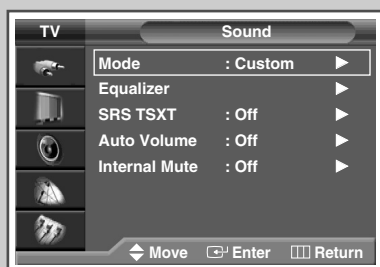 TV Sound
Mode : Custom
Equalizer
SRS TSXT : Off
Auto Volume : Off
Internal Mute : Off
Move Enter Return